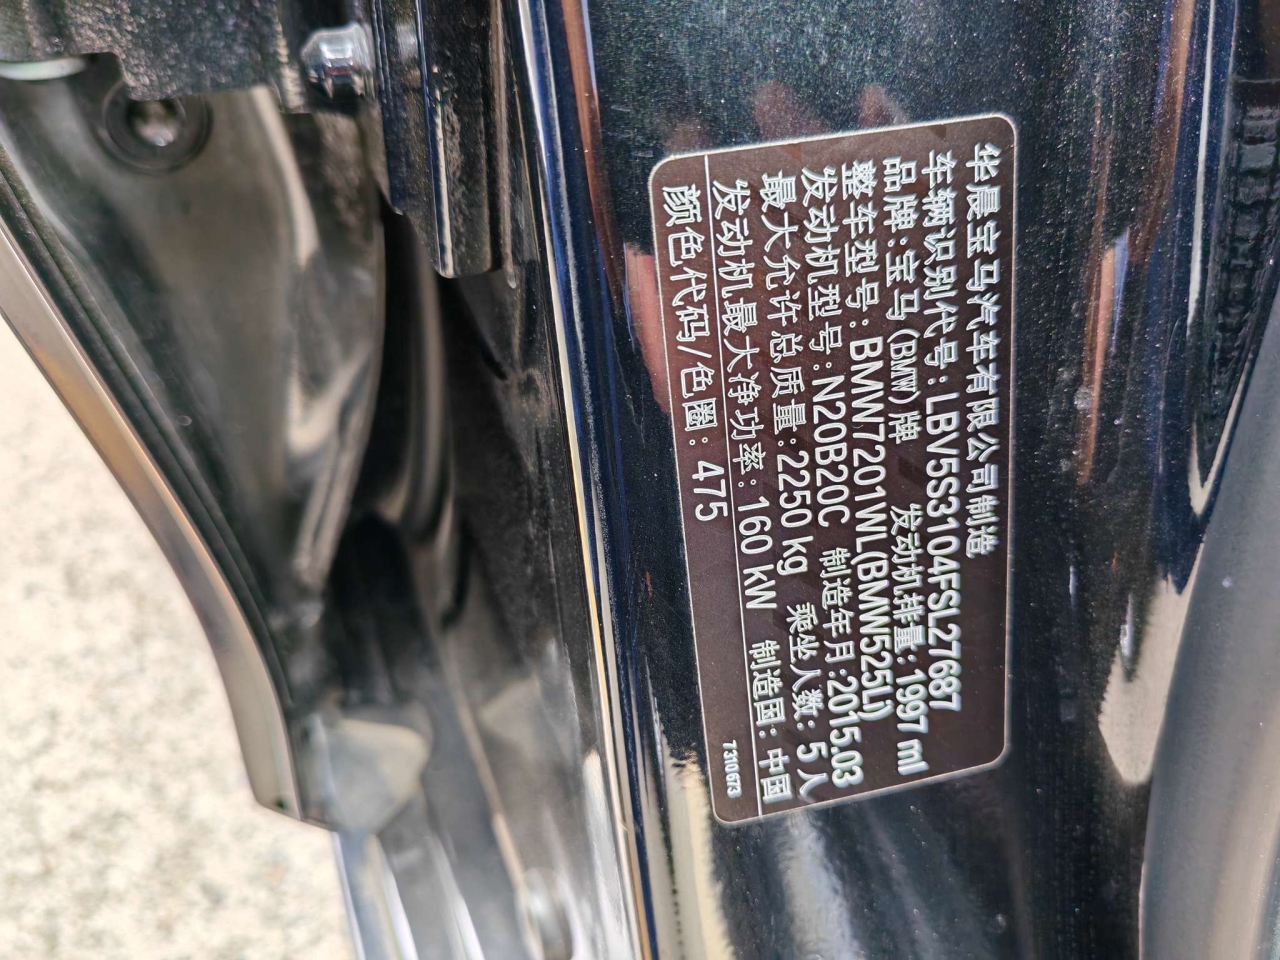 华晨宝马汽车有限公司制造
车辆识别代号：LBV5S3104FSL27687
品牌：宝马(BMW)牌 发动机排量：1997 ml
整车型号：BMW7201WL(BMW525Li)
发动机型号：N20B20C 制造年月：2015.03
最大允许总质量：2250 kg 乘坐人数：5人
发动机最大净功率：160 kW 制造国：中国
颜色代码/色圈：475
7310673